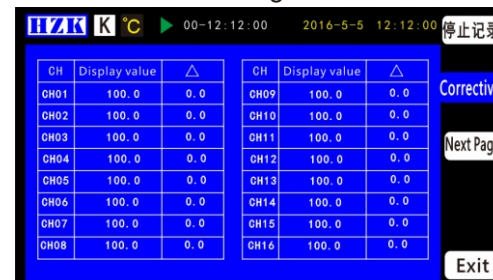 HZK K ℃ 00-12:12:00 2016-5-5 12:12:00 停止记录
CH Display value △ CH Display value △
CH01 100.0 0.0 CH09 100.0 0.0
Corrective
CH02 100.0 0.0 CH10 100.0 0.0
CH03 100.0 0.0 CH11 100.0 0.0
Next Pag
CH04 100.0 0.0 CH12 100.0 0.0
CH05 100.0 0.0 CH13 100.0 0.0
CH06 100.0 0.0 CH14 100.0 0.0
CH07 100.0 0.0 CH15 100.0 0.0
CH08 100.0 0.0 CH16 100.0 0.0
Exit